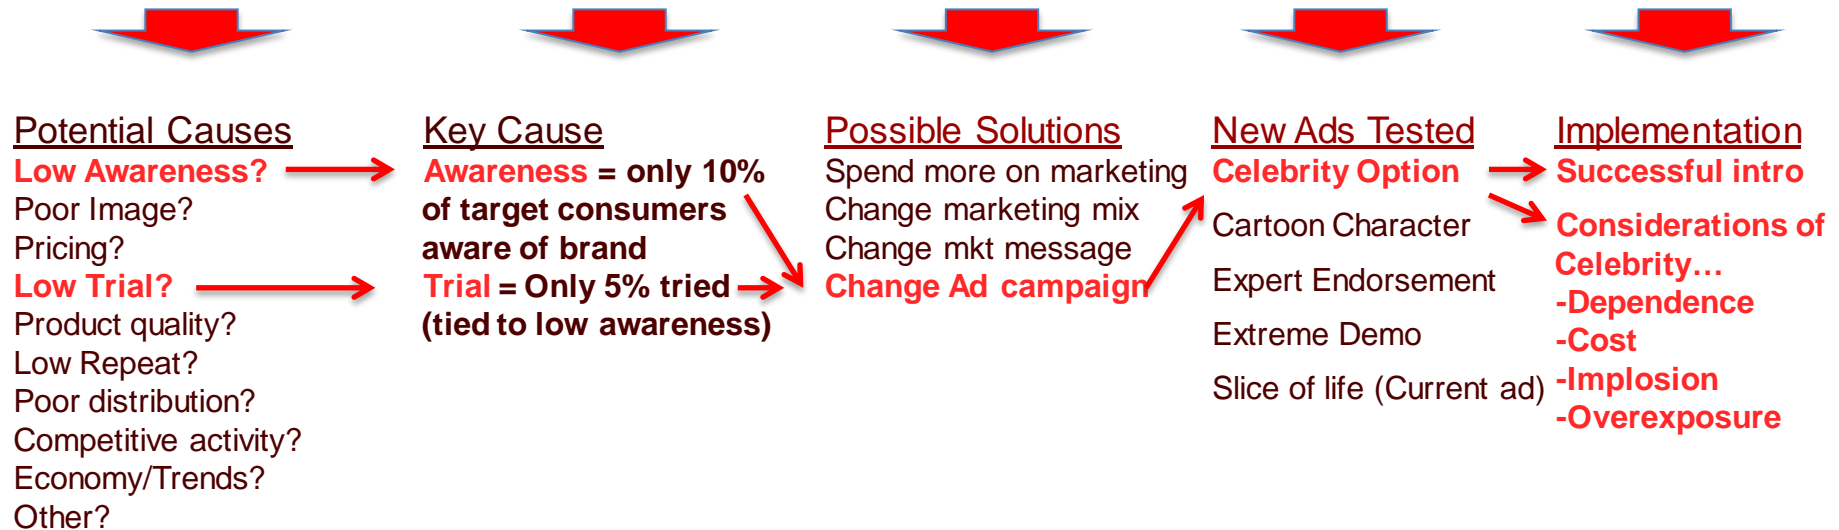 Potential Causes
Low Awareness?
Poor Image?
Pricing?
Low Trial?
Product quality?
Low Repeat?
Poor distribution?
Competitive activity?
Economy/Trends?
Other?
Key Cause
Awareness = only 10%
of target consumers
aware of brand
Trial = Only 5% tried
(tied to low awareness)
Possible Solutions
Spend more on marketing
Change marketing mix
Change mkt message
Change Ad campaign
New Ads Tested
Celebrity Option
Cartoon Character
Expert Endorsement
Extreme Demo
Slice of life (Current ad)
Implementation
Successful intro
Considerations of
Celebrity…
-Dependence
-Cost
-Implosion
-Overexposure